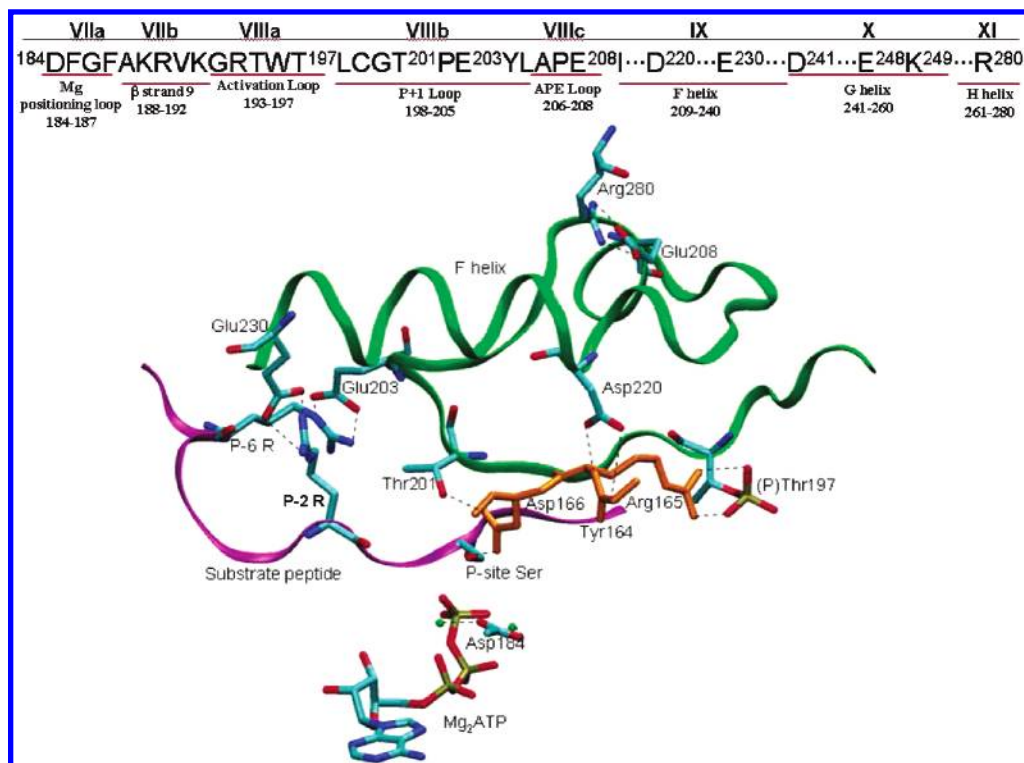 VIIa VIIb VIIIa VIIIb VIIIc IX X XI
184DFGFAKRVKGRTWT197LCGT201PE203YLAPE208I...D220...E230...D241...E248K249...R280
Mg positioning loop 184-187
β strand 9 188-192
Activation Loop 193-197
P+1 Loop 198-205
APE Loop 206-208
F helix 209-240
G helix 241-260
H helix 261-280
Arg280
Glu208
F helix
Glu230
Glu203
Asp220
P-6 R
Thr201
Asp166
Arg165
(P)Thr197
P-2 R
Tyr164
Substrate peptide
P-site Ser
Asp184
Mg2ATP